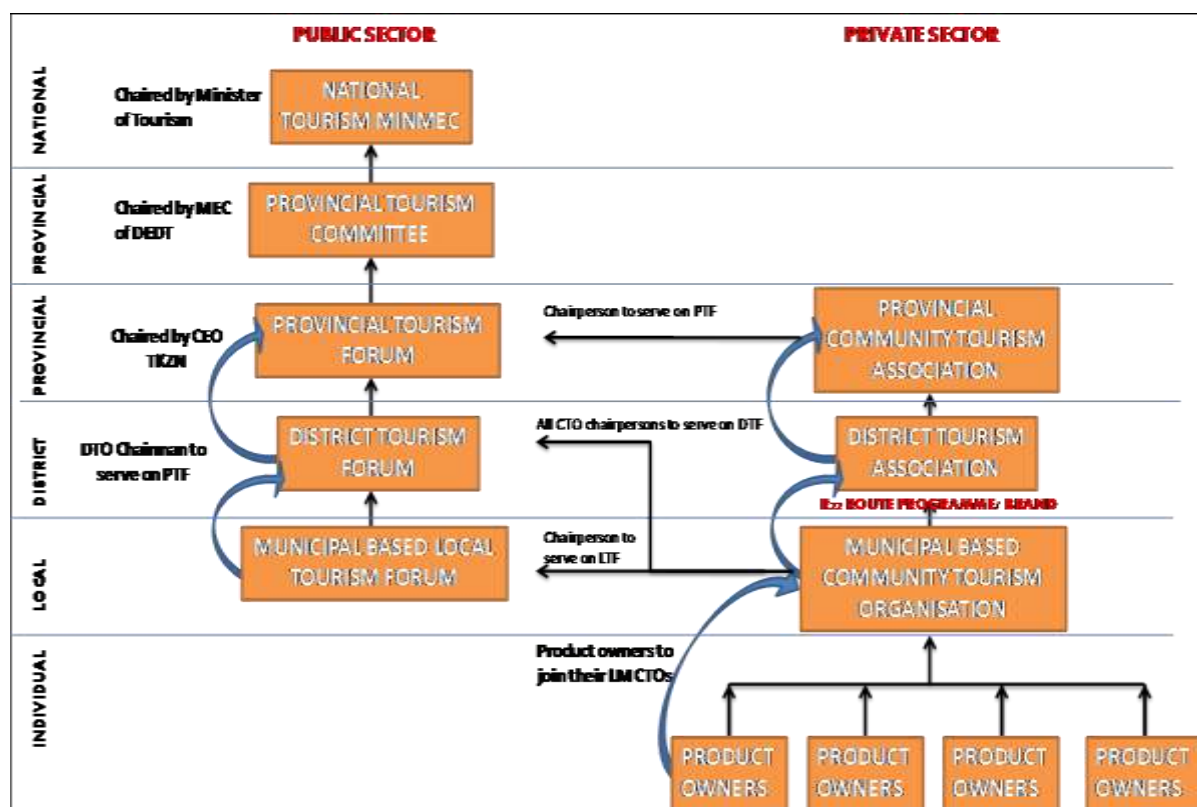 PUBLIC SECTOR
PRIVATE SECTOR
NATIONAL
Chaired by Minister
of Tourism
NATIONAL
TOURISM MINMEC
PROVINCIAL
Chaired by MEC
of DEDT
PROVINCIAL TOURISM
COMMITTEE
PROVINCIAL
Chaired by CEO
TKZN
PROVINCIAL TOURISM
FORUM
Chairperson to serve on PTF
PROVINCIAL
COMMUNITY TOURISM
ASSOCIATION
DISTRICT
DTO Chairman to
serve on PTF
DISTRICT TOURISM
FORUM
All CTO chairpersons to serve on DTF
DISTRICT TOURISM
ASSOCIATION
ROUTE PROGRAMME/ BRAND
LOCAL
MUNICIPAL BASED LOCAL
TOURISM FORUM
Chairperson to
serve on LTF
MUNICIPAL BASED
COMMUNITY TOURISM
ORGANISATION
INDIVIDUAL
Product owners to
join their LM CTOs
PRODUCT
OWNERS
PRODUCT
OWNERS
PRODUCT
OWNERS
PRODUCT
OWNERS